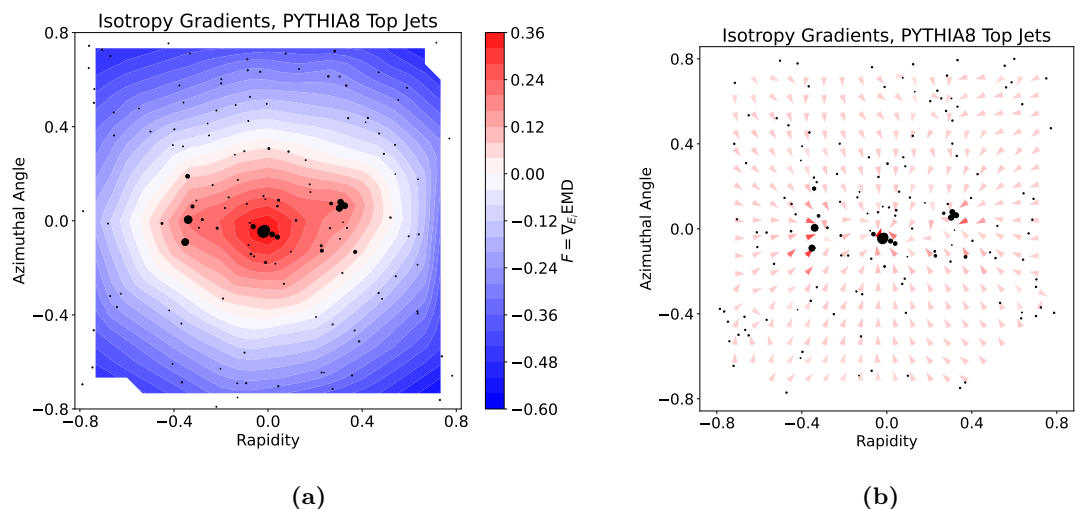 Isotropy Gradients, PYTHIA8 Top Jets
0.8
0.4
0.0
−0.4
−0.8
Azimuthal Angle
−0.8 −0.4 0.0 0.4 0.8
Rapidity
0.36
0.24
0.12
0.00
−0.12
−0.24
−0.36
−0.48
−0.60
F = ∇EᵢEMD
(a)
Isotropy Gradients, PYTHIA8 Top Jets
0.8
0.4
0.0
−0.4
−0.8
Azimuthal Angle
−0.8 −0.4 0.0 0.4 0.8
Rapidity
(b)